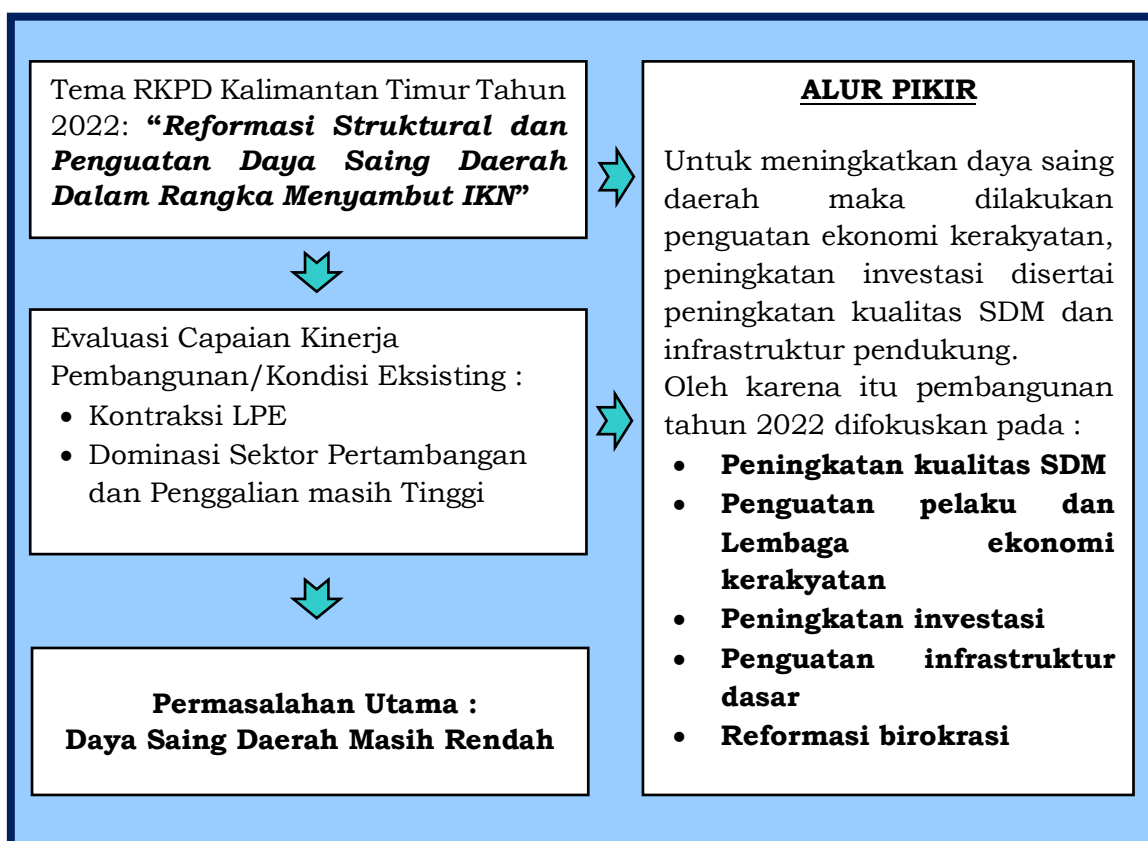 Tema RKPD Kalimantan Timur Tahun
2022: “Reformasi Struktural dan
Penguatan Daya Saing Daerah
Dalam Rangka Menyambut IKN”
Evaluasi Capaian Kinerja
Pembangunan/Kondisi Eksisting :
• Kontraksi LPE
• Dominasi Sektor Pertambangan
dan Penggalian masih Tinggi
Permasalahan Utama :
Daya Saing Daerah Masih Rendah
ALUR PIKIR
Untuk meningkatkan daya saing
daerah maka dilakukan
penguatan ekonomi kerakyatan,
peningkatan investasi disertai
peningkatan kualitas SDM dan
infrastruktur pendukung.
Oleh karena itu pembangunan
tahun 2022 difokuskan pada :
• Peningkatan kualitas SDM
• Penguatan pelaku dan
Lembaga ekonomi
kerakyatan
• Peningkatan investasi
• Penguatan infrastruktur
dasar
• Reformasi birokrasi